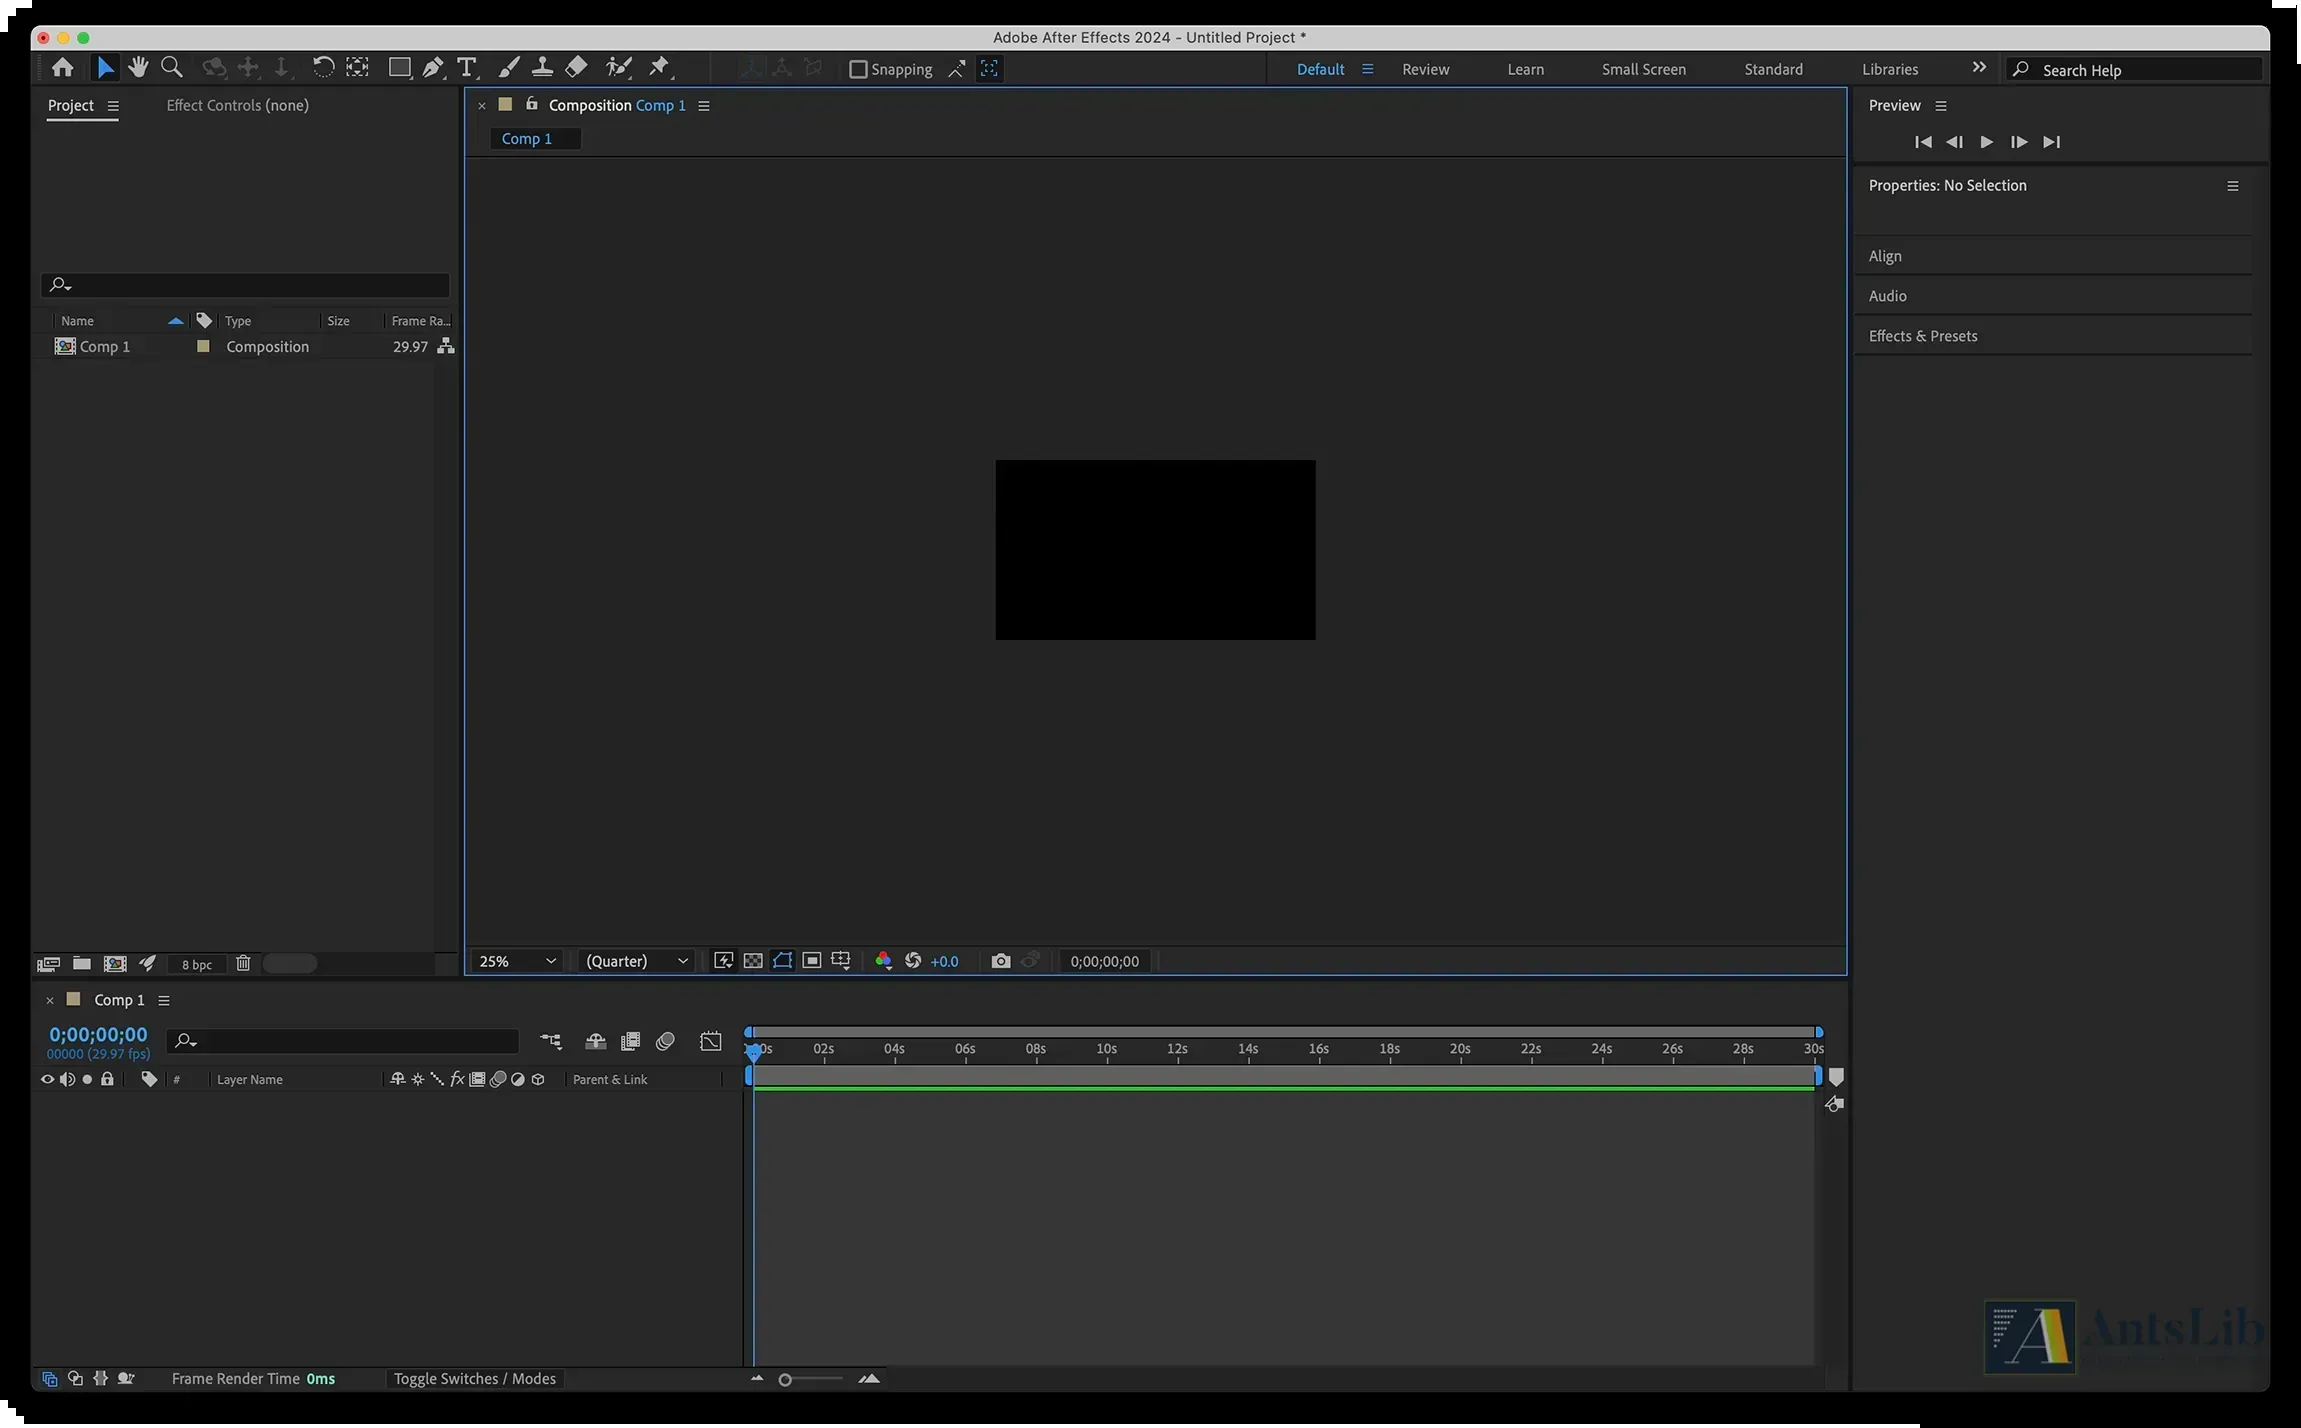 Adobe After Effects 2024 - Untitled Project *
Snapping
Default
Review
Learn
Small Screen
Standard
Libraries
Search Help
Project
Effect Controls (none)
Composition Comp 1
Comp 1
Preview
Properties: No Selection
Align
Audio
Effects & Presets
Name Type Size Frame Ra...
Comp 1 Composition 29.97
8 bpc
25% (Quarter) +0.0 0;00;00;00
Comp 1
0;00;00;00
00000 (29.97 fps)
02s 04s 06s 08s 10s 12s 14s 16s 18s 20s 22s 24s 26s 28s 30s
# Layer Name Parent & Link
AntsLib
Frame Render Time 0ms Toggle Switches / Modes